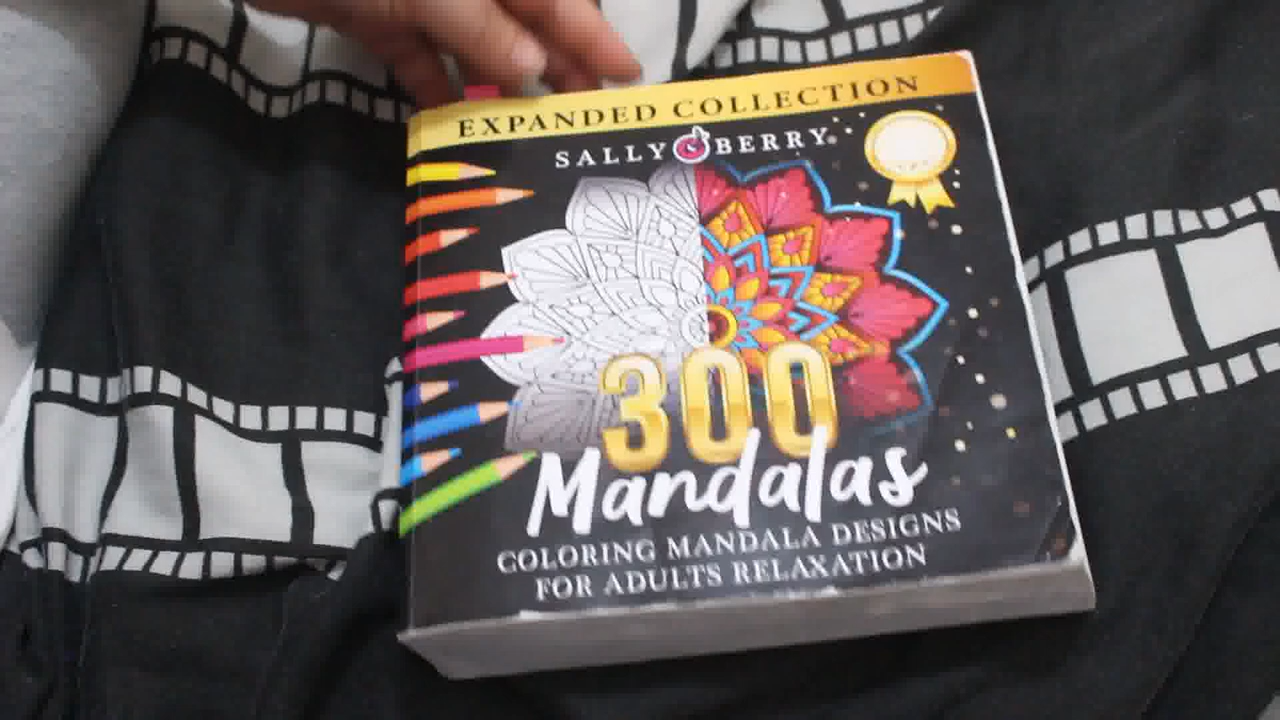 EXPANDED COLLECTION
SALLY BERRY®
300
Mandalas
COLORING MANDALA DESIGNS
FOR ADULTS RELAXATION